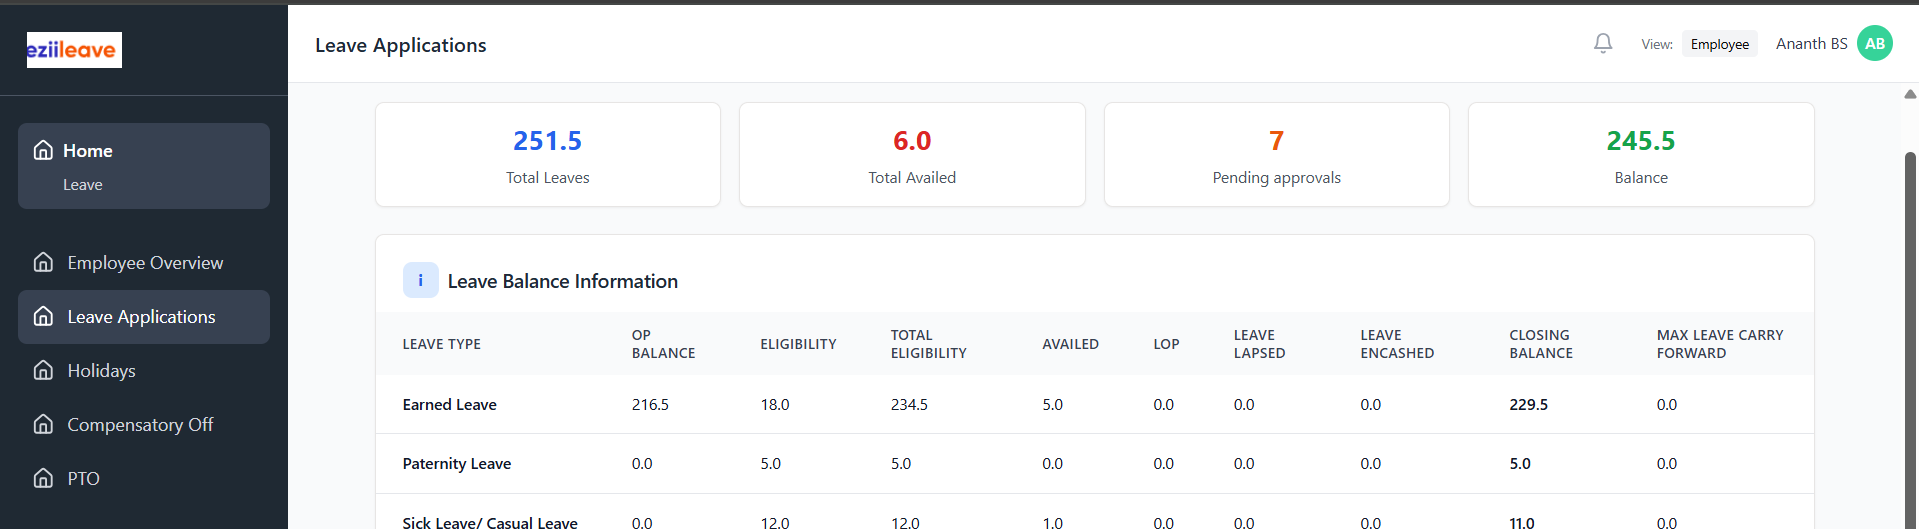 eziileave
Leave Applications
View: Employee Ananth BS AB
Home
Leave
Employee Overview
Leave Applications
Holidays
Compensatory Off
PTO
251.5
Total Leaves
6.0
Total Availed
7
Pending approvals
245.5
Balance
i Leave Balance Information
LEAVE TYPE OP BALANCE ELIGIBILITY TOTAL ELIGIBILITY AVAILED LOP LEAVE LAPSED LEAVE ENCASHED CLOSING BALANCE MAX LEAVE CARRY FORWARD
Earned Leave 216.5 18.0 234.5 5.0 0.0 0.0 0.0 229.5 0.0
Paternity Leave 0.0 5.0 5.0 0.0 0.0 0.0 0.0 5.0 0.0
Sick Leave/ Casual Leave 0.0 12.0 12.0 1.0 0.0 0.0 0.0 11.0 0.0